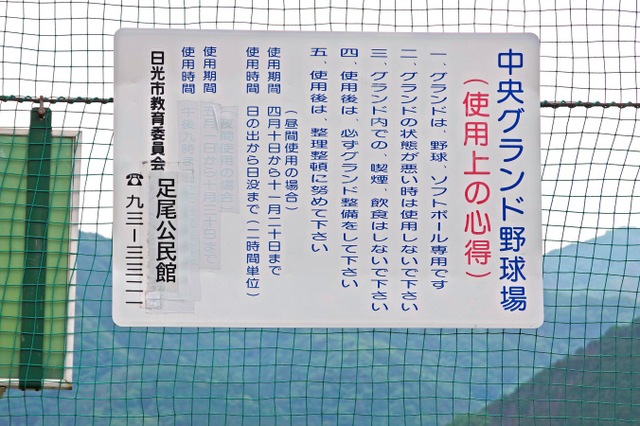 中央グランド野球場
（使用上の心得）
一、グランドは、野球、ソフトボール専用です
二、グランドの状態が悪い時は使用しないで下さい
三、グランド内での、喫煙、飲食はしないで下さい
四、使用後は、必ずグランド整備をして下さい
五、使用後は、整理整頓に努めて下さい
（昼間使用の場合）
使用期間　四月十日から十一月二十日まで
使用時間　日の出から日没まで（二時間単位）
使用期間
使用時間
日光市教育委員会　足尾公民館
☎九三ー三三二一